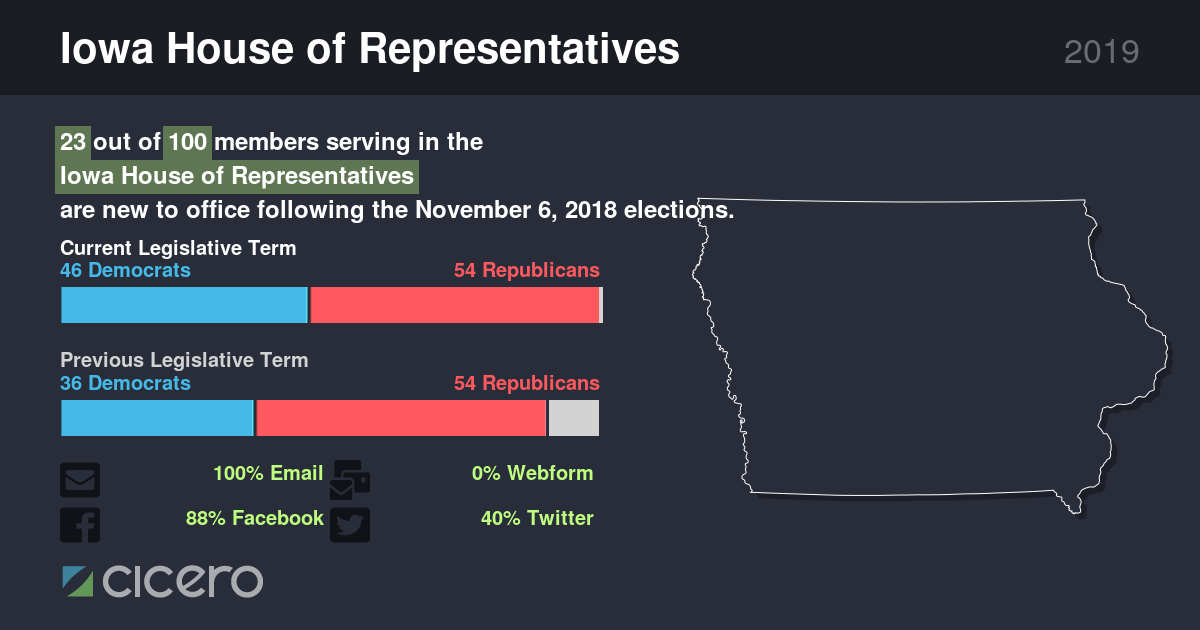 Iowa House of Representatives
2019
23 out of 100 members serving in the
Iowa House of Representatives
are new to office following the November 6, 2018 elections.
Current Legislative Term
46 Democrats 54 Republicans
Previous Legislative Term
36 Democrats 54 Republicans
100% Email 0% Webform
88% Facebook 40% Twitter
cicero